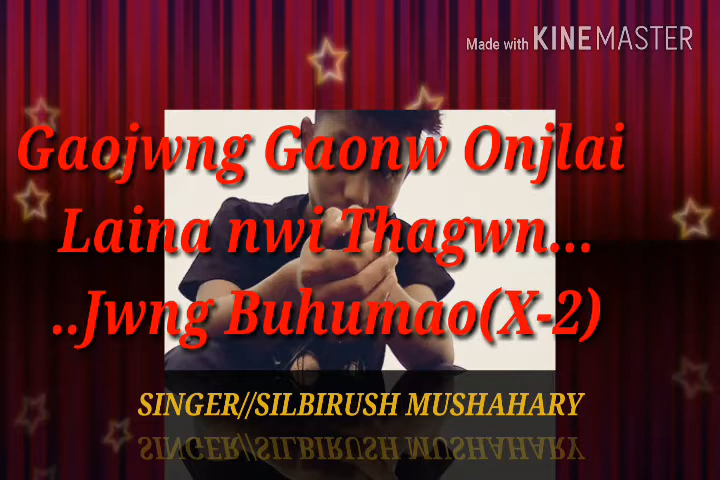 Made with KINEMASTER
Gaojwng Gaonw Onjlai
Laina nwi Thagwn...
..Jwng Buhumao(X-2)
SINGER//SILBIRUSH MUSHAHARY